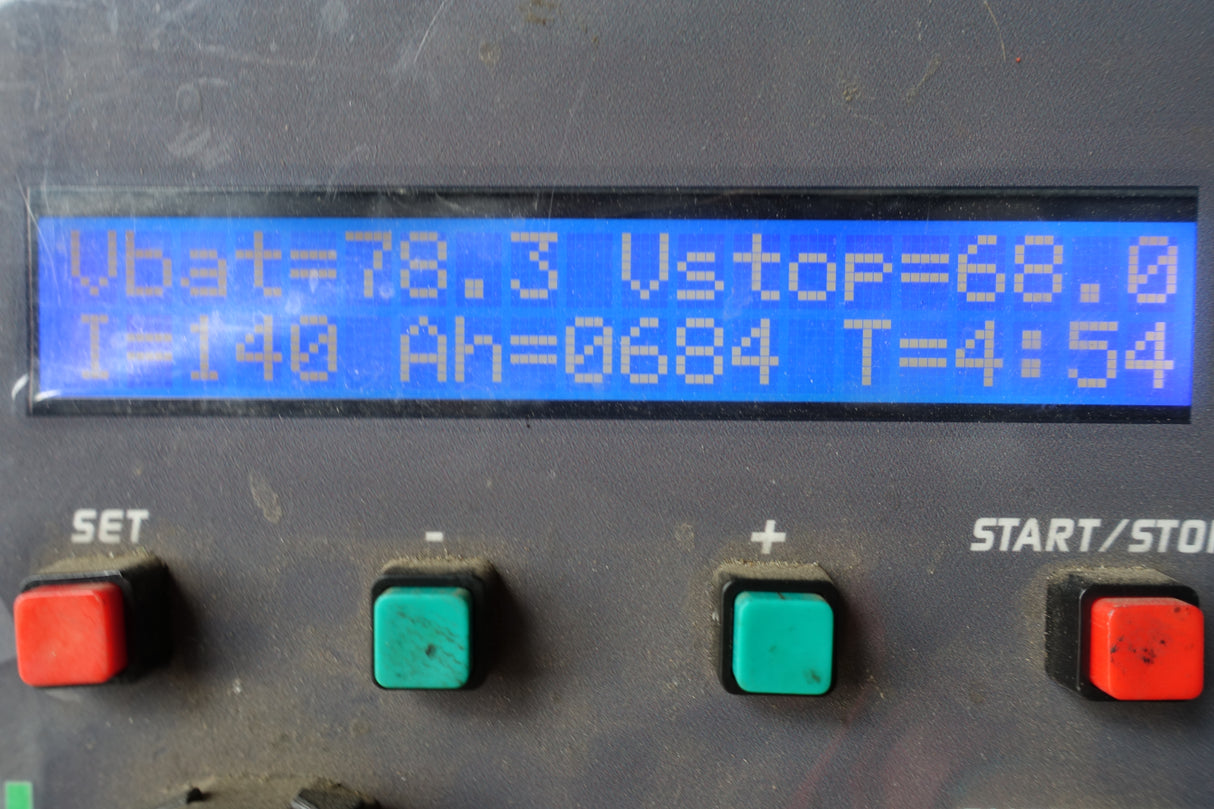 Vbat=78.3 Vstop=68.0
I=140 Ah=0684 T=4:54
SET - + START/STOP